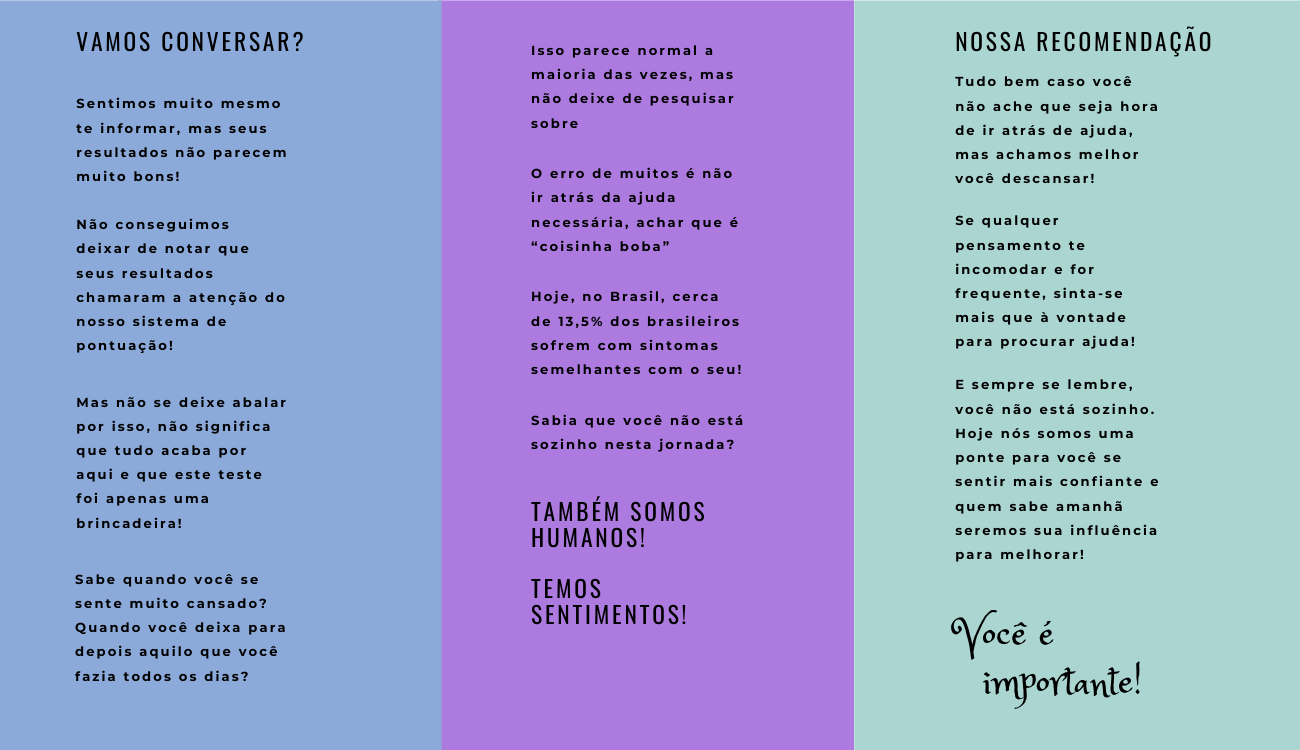 VAMOS CONVERSAR?
Sentimos muito mesmo
te informar, mas seus
resultados não parecem
muito bons!
Não conseguimos
deixar de notar que
seus resultados
chamaram a atenção do
nosso sistema de
pontuação!
Mas não se deixe abalar
por isso, não significa
que tudo acaba por
aqui e que este teste
foi apenas uma
brincadeira!
Sabe quando você se
sente muito cansado?
Quando você deixa para
depois aquilo que você
fazia todos os dias?
Isso parece normal a
maioria das vezes, mas
não deixe de pesquisar
sobre
O erro de muitos é não
ir atrás da ajuda
necessária, achar que é
“coisinha boba”
Hoje, no Brasil, cerca
de 13,5% dos brasileiros
sofrem com sintomas
semelhantes com o seu!
Sabia que você não está
sozinho nesta jornada?
TAMBÉM SOMOS
HUMANOS!
TEMOS
SENTIMENTOS!
NOSSA RECOMENDAÇÃO
Tudo bem caso você
não ache que seja hora
de ir atrás de ajuda,
mas achamos melhor
você descansar!
Se qualquer
pensamento te
incomodar e for
frequente, sinta-se
mais que à vontade
para procurar ajuda!
E sempre se lembre,
você não está sozinho.
Hoje nós somos uma
ponte para você se
sentir mais confiante e
quem sabe amanhã
seremos sua influência
para melhorar!
Você é
importante!